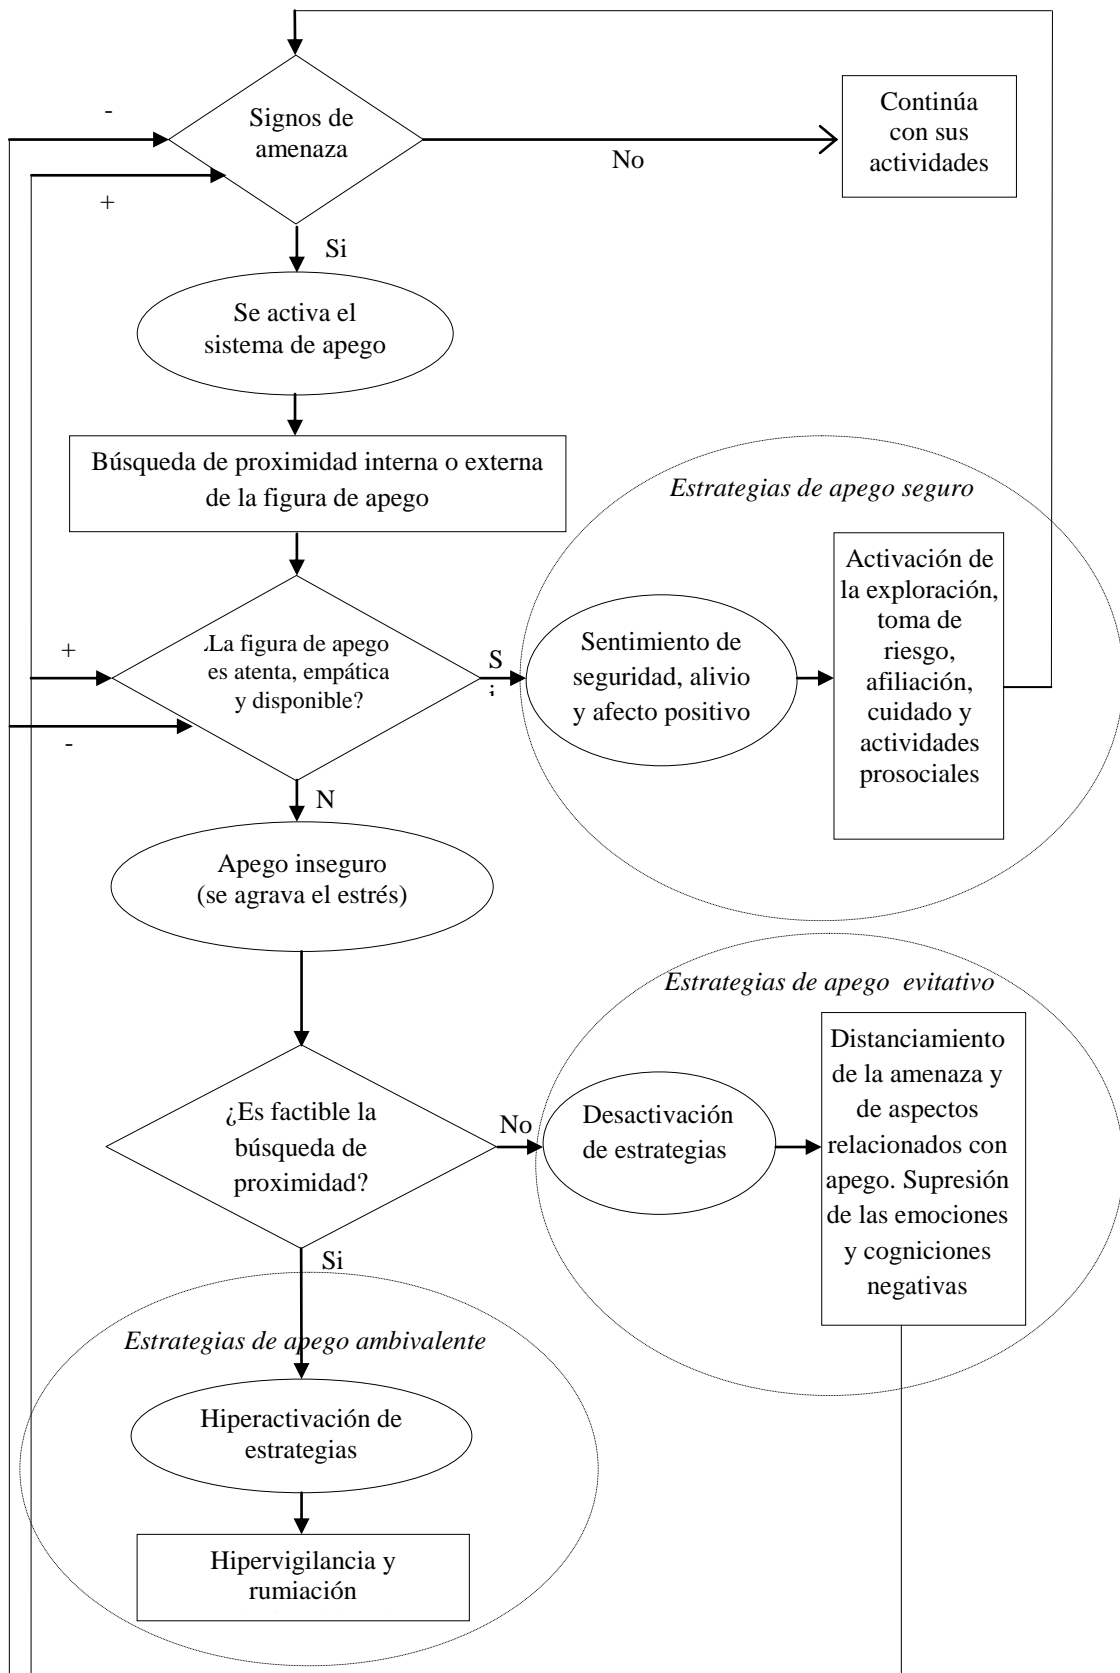 -
Signos de
amenaza
No
Continúa
con sus
actividades
+
Si
Se activa el
sistema de apego
Búsqueda de proximidad interna o externa
de la figura de apego
Estrategias de apego seguro
+
La figura de apego
es atenta, empática
y disponible?
S
i
-
Sentimiento de
seguridad, alivio
y afecto positivo
Activación de
la exploración,
toma de
riesgo,
afiliación,
cuidado y
actividades
prosociales
N
Apego inseguro
(se agrava el estrés)
Estrategias de apego evitativo
¿Es factible la
búsqueda de
proximidad?
No
Desactivación
de estrategias
Distanciamiento
de la amenaza y
de aspectos
relacionados con
apego. Supresión
de las emociones
y cogniciones
negativas
Si
Estrategias de apego ambivalente
Hiperactivación de
estrategias
Hipervigilancia y
rumiación